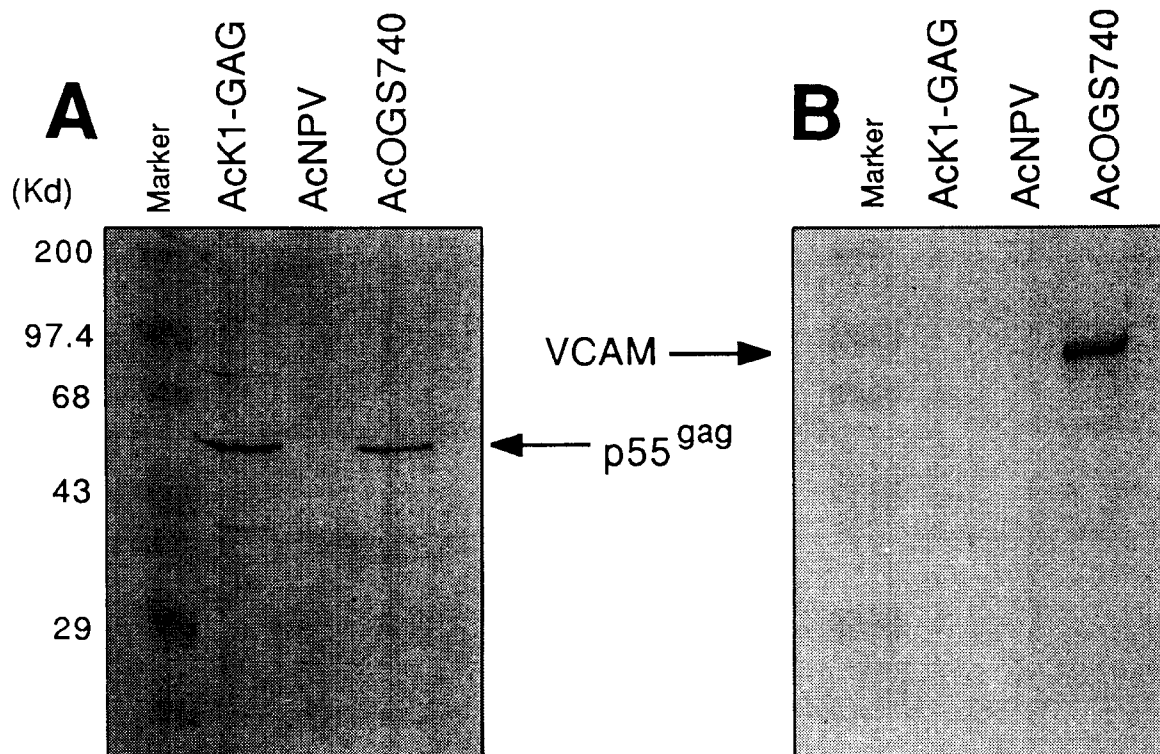 A
(Kd)
Marker
AcK1-GAG
AcNPV
AcOGS740
200
97.4
68
43
29
VCAM
p55gag
B
Marker
AcK1-GAG
AcNPV
AcOGS740